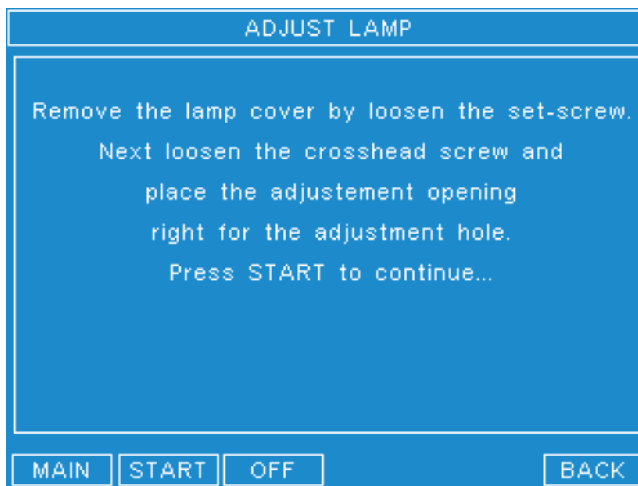 ADJUST LAMP
Remove the lamp cover by loosen the set-screw.
Next loosen the crosshead screw and
place the adjustement opening
right for the adjustment hole.
Press START to continue...
MAIN START OFF BACK